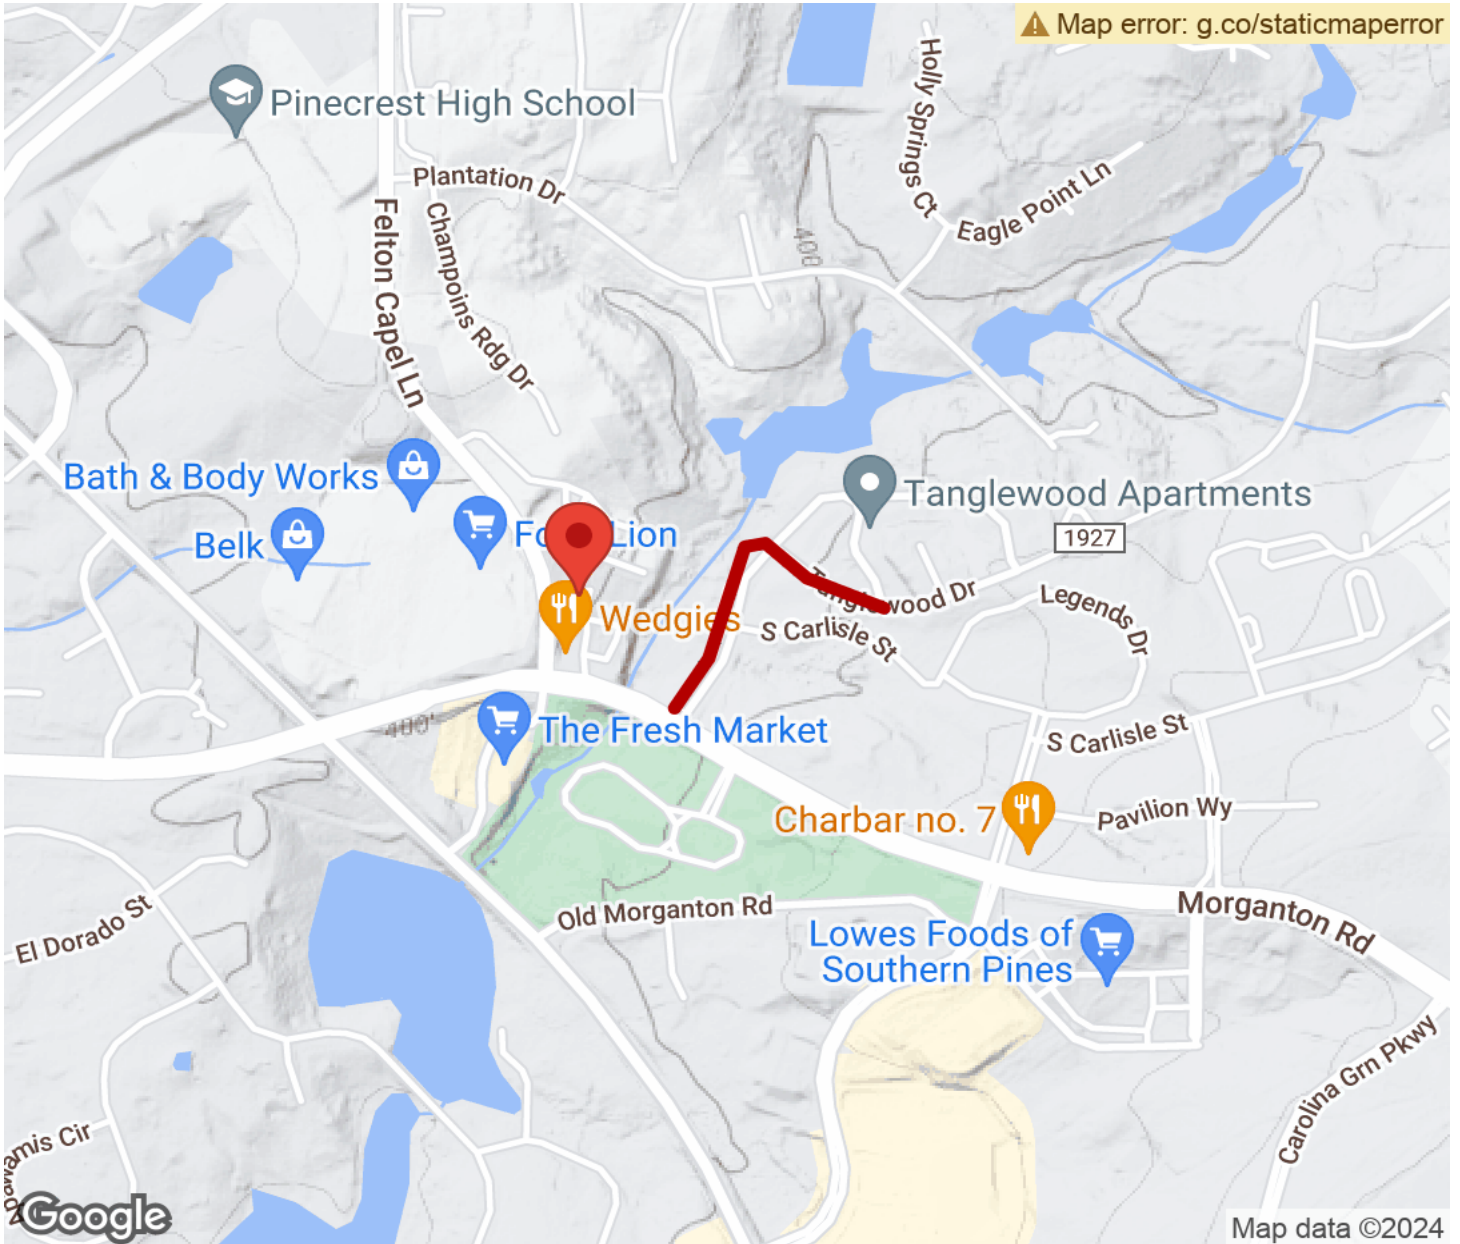 Map error: g.co/staticmaperror
Holly Springs Ct
Pinecrest High School
Plantation Dr
Eagle Point Ln
Felton Capel Ln
Champoins Rdg Dr
400
Bath & Body Works
Tanglewood Apartments
Belk
Lion
1927
Tanglewood Dr
Legends Dr
Wedgies
S Carlisle St
400'
The Fresh Market
S Carlisle St
Charbar no. 7
Pavilion Wy
El Dorado St
Old Morganton Rd
Morganton Rd
Lowes Foods of
Southern Pines
Carolina Grn Pkwy
Cir
Google
Map data ©2024